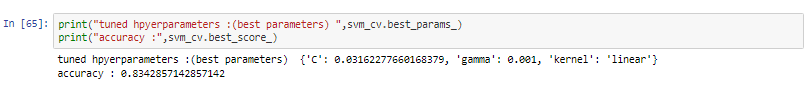 In [65]: print("tuned hpyerparameters :(best parameters) ",svm_cv.best_params_)
print("accuracy :",svm_cv.best_score_)
tuned hpyerparameters :(best parameters)  {'C': 0.03162277660168379, 'gamma': 0.001, 'kernel': 'linear'}
accuracy : 0.8342857142857142